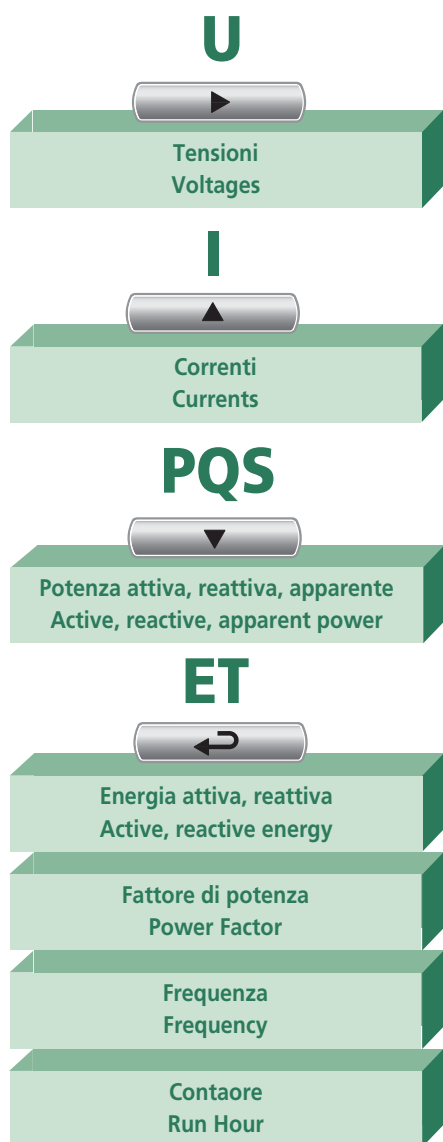 U
Tensioni
Voltages
I
Correnti
Currents
PQS
Potenza attiva, reattiva, apparente
Active, reactive, apparent power
ET
Energia attiva, reattiva
Active, reactive energy
Fattore di potenza
Power Factor
Frequenza
Frequency
Contaore
Run Hour